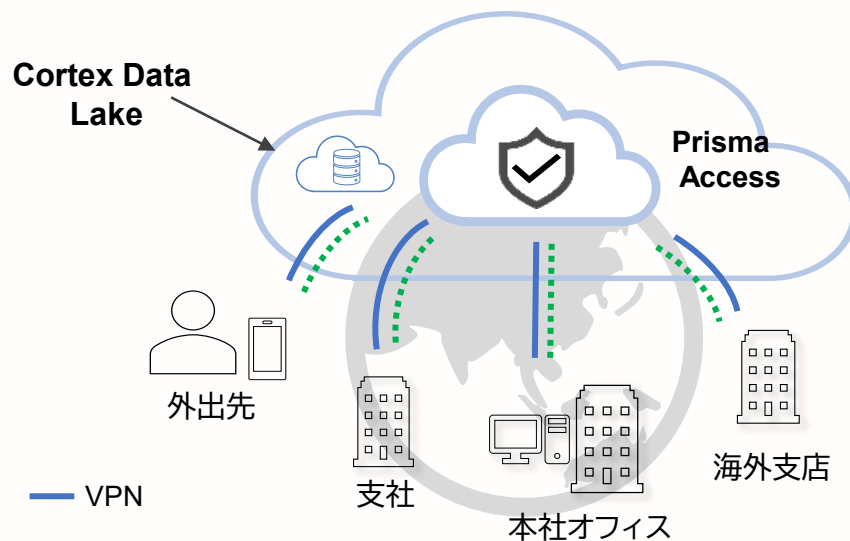 Cortex Data
Lake
Prisma
Access
外出先
支社
本社オフィス
海外支店
VPN